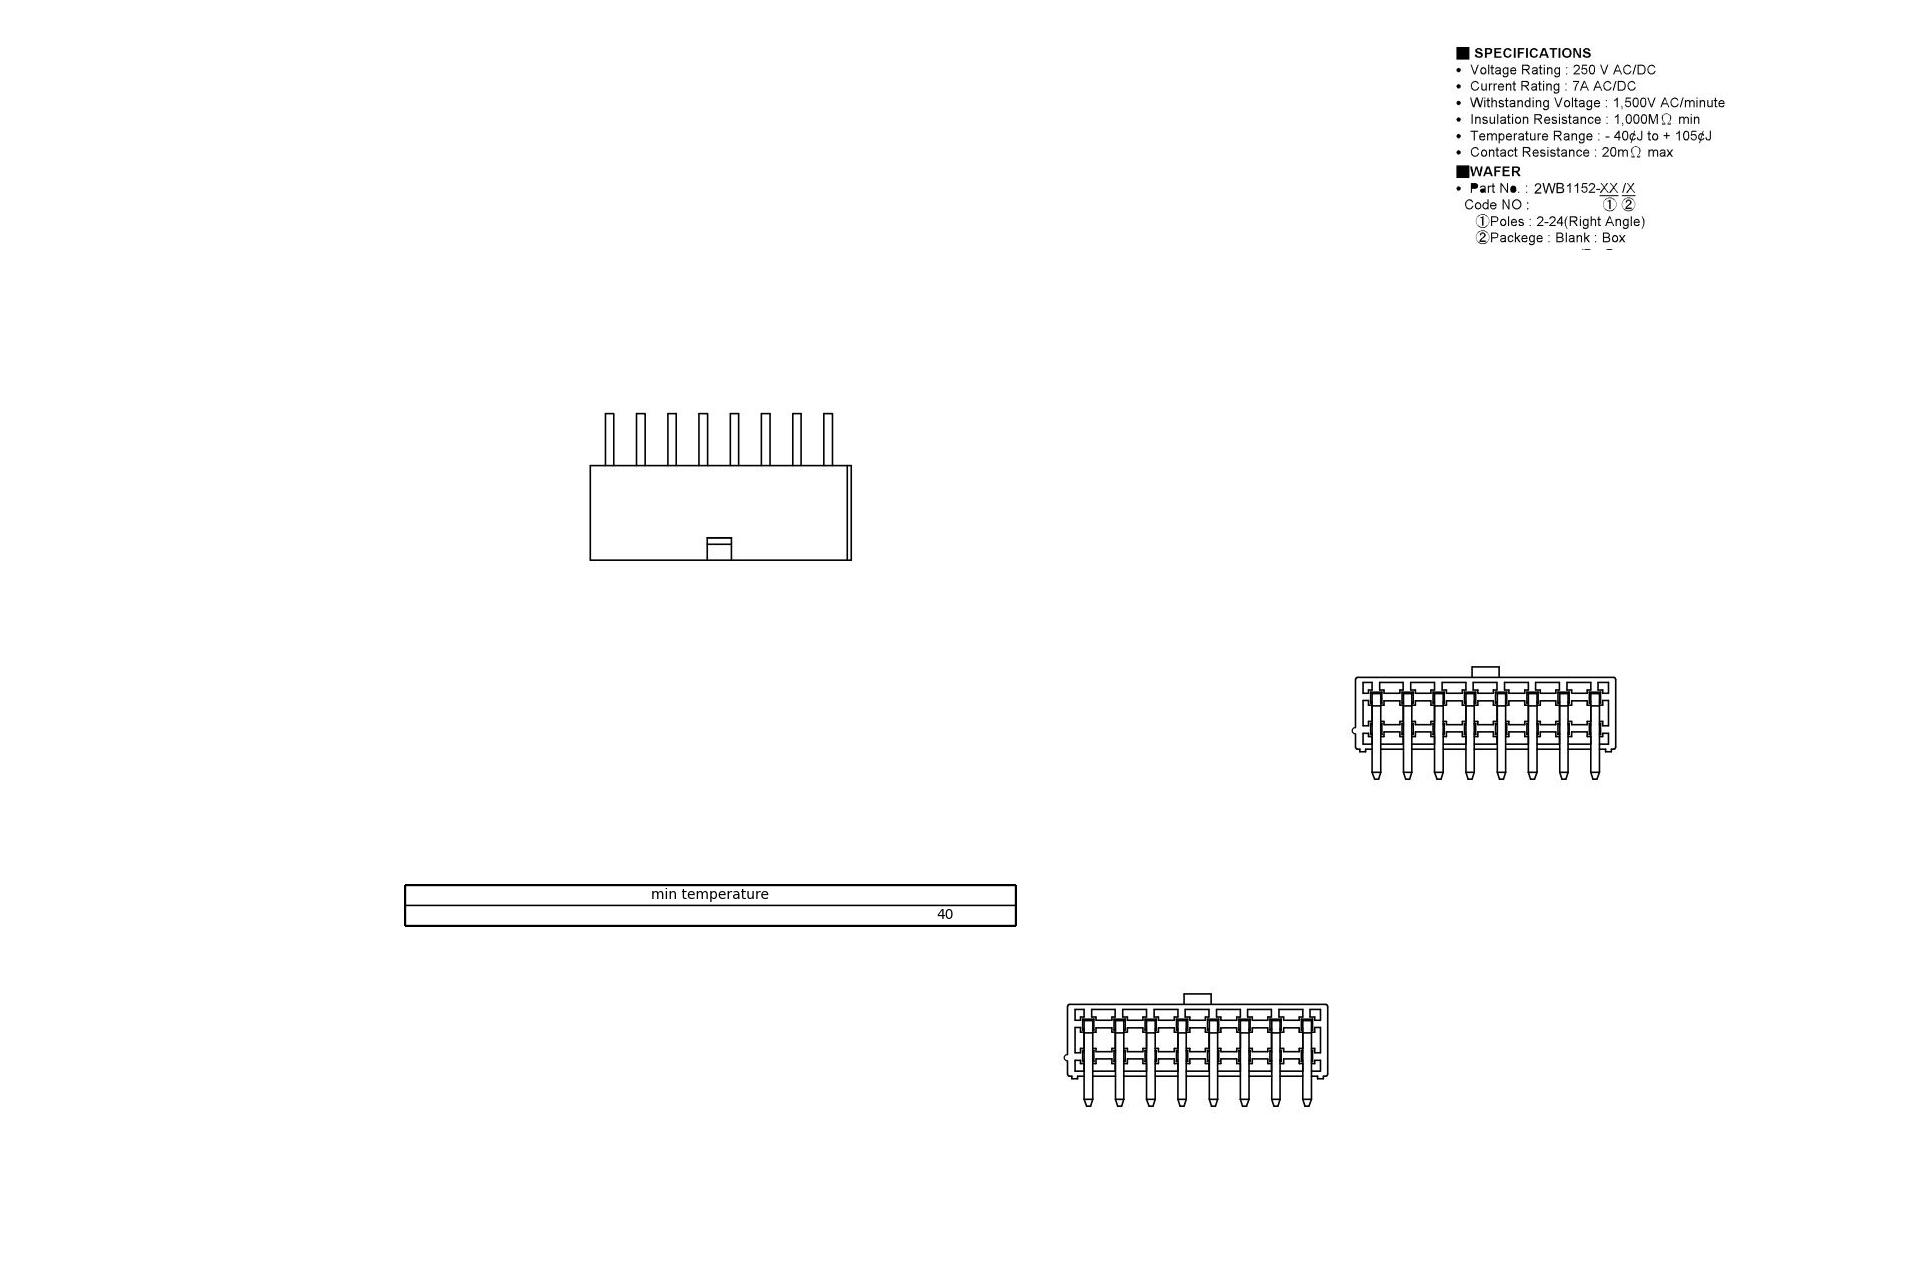 ■ SPECIFICATIONS
• Voltage Rating : 250 V AC/DC
• Current Rating : 7A AC/DC
• Withstanding Voltage : 1,500V AC/minute
• Insulation Resistance : 1,000MΩ min
• Temperature Range : - 40¢J to + 105¢J
• Contact Resistance : 20mΩ max
■WAFER
• Part No. : 2WB1152-XX /X
Code NO : ① ②
①Poles : 2-24(Right Angle)
②Packege : Blank : Box
min temperature
40